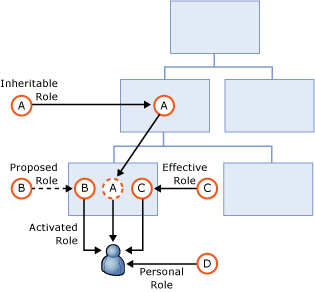 Inheritable
Role
A
A
Proposed
Role
Effective
Role
B
B
A
C
C
Activated
Role
D
Personal
Role